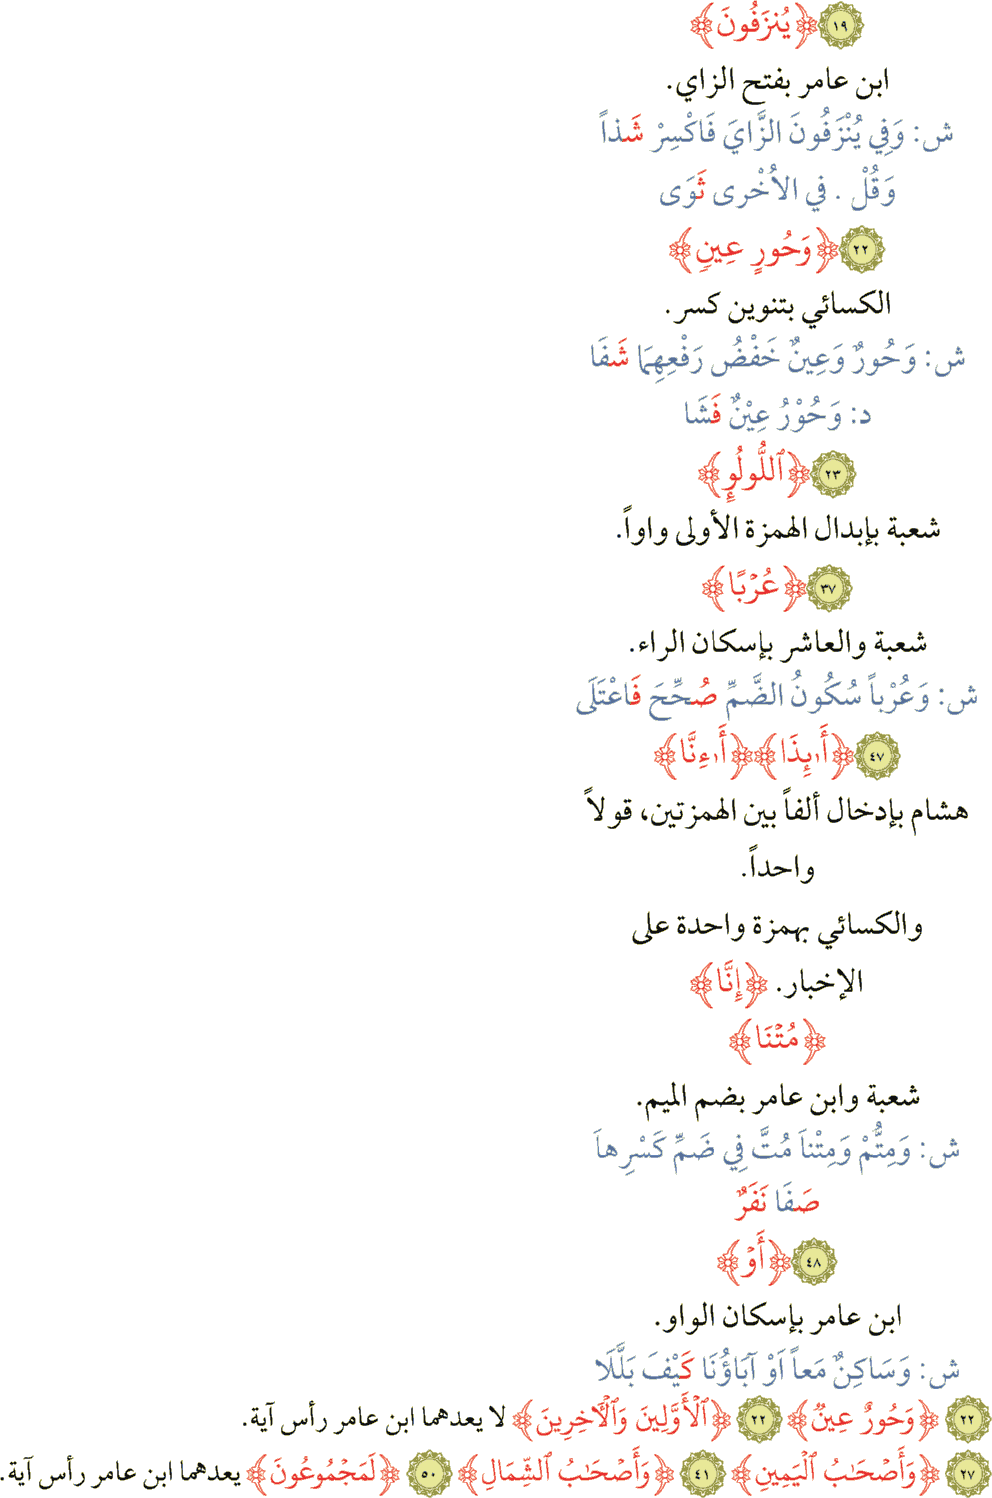 ١٩ ﴿يُنزَفُونَ﴾
ابن عامر بفتح الزاي.
ش: وَفِي يُنْزَفُونَ الزَّايَ فَاكْسِرْ شَذاً
وَقُلْ . في الأُخْرى ثَوَى
٢٢ ﴿وَحُورٍ عِينٖ﴾
الكسائي بتنوين كسر.
ش: وَحُورٌ وَعِينٌ خَفْضُ رَفْعِهِمَا شَفَا
د: وَحُوْرُ عِيْنٌ فَشَا
٢٣ ﴿ٱللُّولُوِٕ﴾
شعبة بإبدال الهمزة الأولى واواً.
٣٧ ﴿عُرۡبًا﴾
شعبة والعاشر بإسكان الراء.
ش: وَعُرْباً سُكُونُ الضَّمِّ صُحِّحَ فَاعْتَلَى
٤٧ ﴿أَٰئِذَا﴾ ﴿أَٰءِنَّا﴾
هشام بإدخال ألفاً بين الهمزتين، قولاً
واحداً.
والكسائي بهمزة واحدة على
الإخبار. ﴿إِنَّا﴾
﴿مُتۡنَا﴾
شعبة وابن عامر بضم الميم.
ش: وَمِتُّمْ وَمِتْناَ مُتَّ فِي ضَمِّ كَسْرِهاَ
صَفَا نَفَرٌ
٤٨ ﴿أَوۡ﴾
ابن عامر بإسكان الواو.
ش: وَسَاكِنٌ مَعاً اَوْ آبَاؤُنَا كَيْفَ بَلَّلَا
٢٢ ﴿وَحُورٌ عِينٞ﴾ ٢٢ ﴿ٱلۡأَوَّلِينَ وَٱلۡأٓخِرِينَ﴾ لا يعدهما ابن عامر رأس آية.
٢٧ ﴿وَأَصۡحَٰبُ ٱلۡيَمِينِ﴾ ٤١ ﴿وَأَصۡحَٰبُ ٱلشِّمَالِ﴾ ٥٠ ﴿لَمَجۡمُوعُونَ﴾ يعدهما ابن عامر رأس آية.